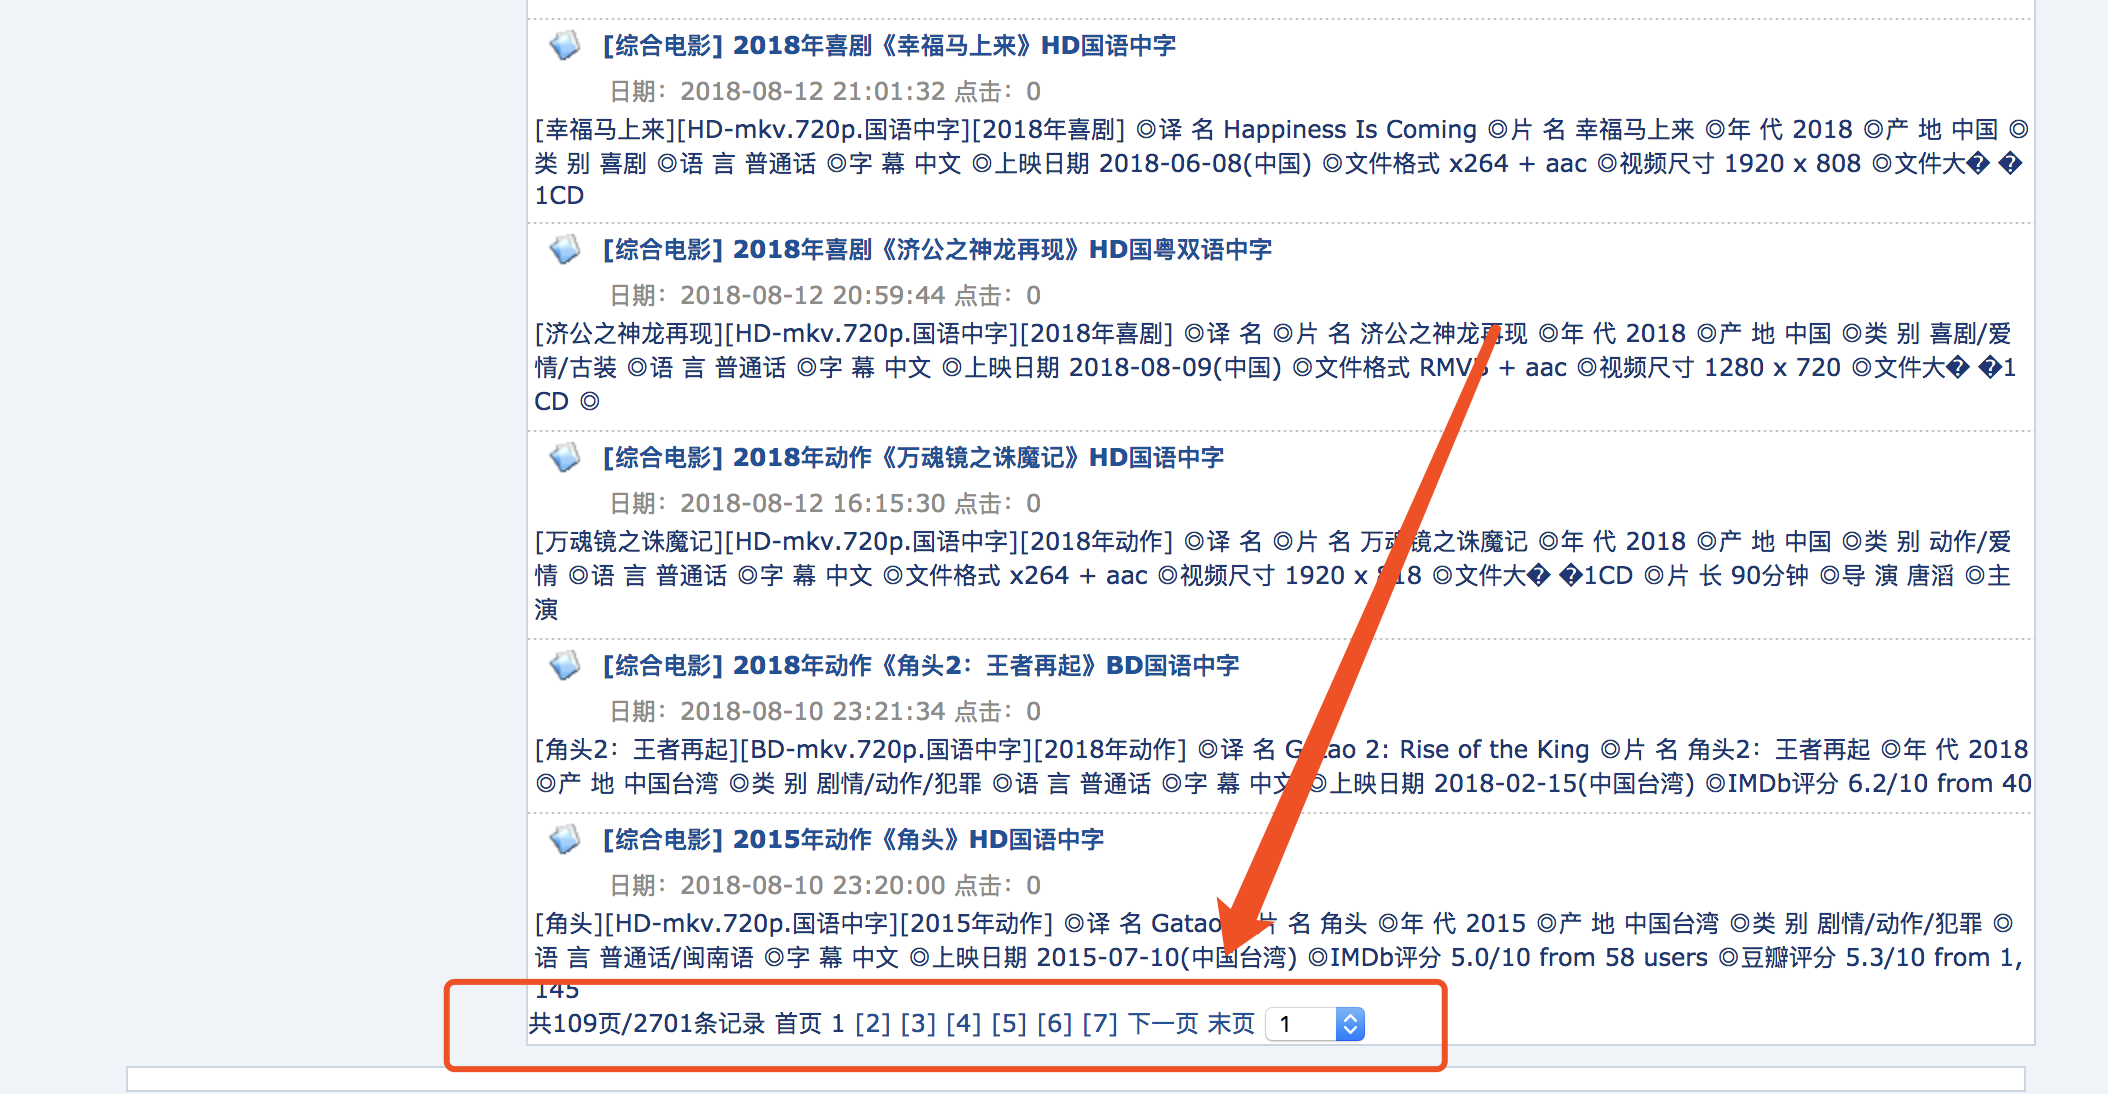 [综合电影] 2018年喜剧《幸福马上来》HD国语中字
日期：2018-08-12 21:01:32 点击：0
[幸福马上来][HD-mkv.720p.国语中字][2018年喜剧] ◎译 名 Happiness Is Coming ◎片 名 幸福马上来 ◎年 代 2018 ◎产 地 中国 ◎
类 别 喜剧 ◎语 言 普通话 ◎字 幕 中文 ◎上映日期 2018-06-08(中国) ◎文件格式 x264 + aac ◎视频尺寸 1920 x 808 ◎文件大� �
1CD
[综合电影] 2018年喜剧《济公之神龙再现》HD国粤双语中字
日期：2018-08-12 20:59:44 点击：0
[济公之神龙再现][HD-mkv.720p.国语中字][2018年喜剧] ◎译 名 ◎片 名 济公之神龙再现 ◎年 代 2018 ◎产 地 中国 ◎类 别 喜剧/爱
情/古装 ◎语 言 普通话 ◎字 幕 中文 ◎上映日期 2018-08-09(中国) ◎文件格式 RMVB + aac ◎视频尺寸 1280 x 720 ◎文件大� �1
CD ◎
[综合电影] 2018年动作《万魂镜之诛魔记》HD国语中字
日期：2018-08-12 16:15:30 点击：0
[万魂镜之诛魔记][HD-mkv.720p.国语中字][2018年动作] ◎译 名 ◎片 名 万魂镜之诛魔记 ◎年 代 2018 ◎产 地 中国 ◎类 别 动作/爱
情 ◎语 言 普通话 ◎字 幕 中文 ◎文件格式 x264 + aac ◎视频尺寸 1920 x 818 ◎文件大� �1CD ◎片 长 90分钟 ◎导 演 唐滔 ◎主
演
[综合电影] 2018年动作《角头2：王者再起》BD国语中字
日期：2018-08-10 23:21:34 点击：0
[角头2：王者再起][BD-mkv.720p.国语中字][2018年动作] ◎译 名 Gatao 2: Rise of the King ◎片 名 角头2：王者再起 ◎年 代 2018
◎产 地 中国台湾 ◎类 别 剧情/动作/犯罪 ◎语 言 普通话 ◎字 幕 中文 ◎上映日期 2018-02-15(中国台湾) ◎IMDb评分 6.2/10 from 40
[综合电影] 2015年动作《角头》HD国语中字
日期：2018-08-10 23:20:00 点击：0
[角头][HD-mkv.720p.国语中字][2015年动作] ◎译 名 Gatao ◎片 名 角头 ◎年 代 2015 ◎产 地 中国台湾 ◎类 别 剧情/动作/犯罪 ◎
语 言 普通话/闽南语 ◎字 幕 中文 ◎上映日期 2015-07-10(中国台湾) ◎IMDb评分 5.0/10 from 58 users ◎豆瓣评分 5.3/10 from 1,
145
共109页/2701条记录 首页 1 [2] [3] [4] [5] [6] [7] 下一页 末页 1